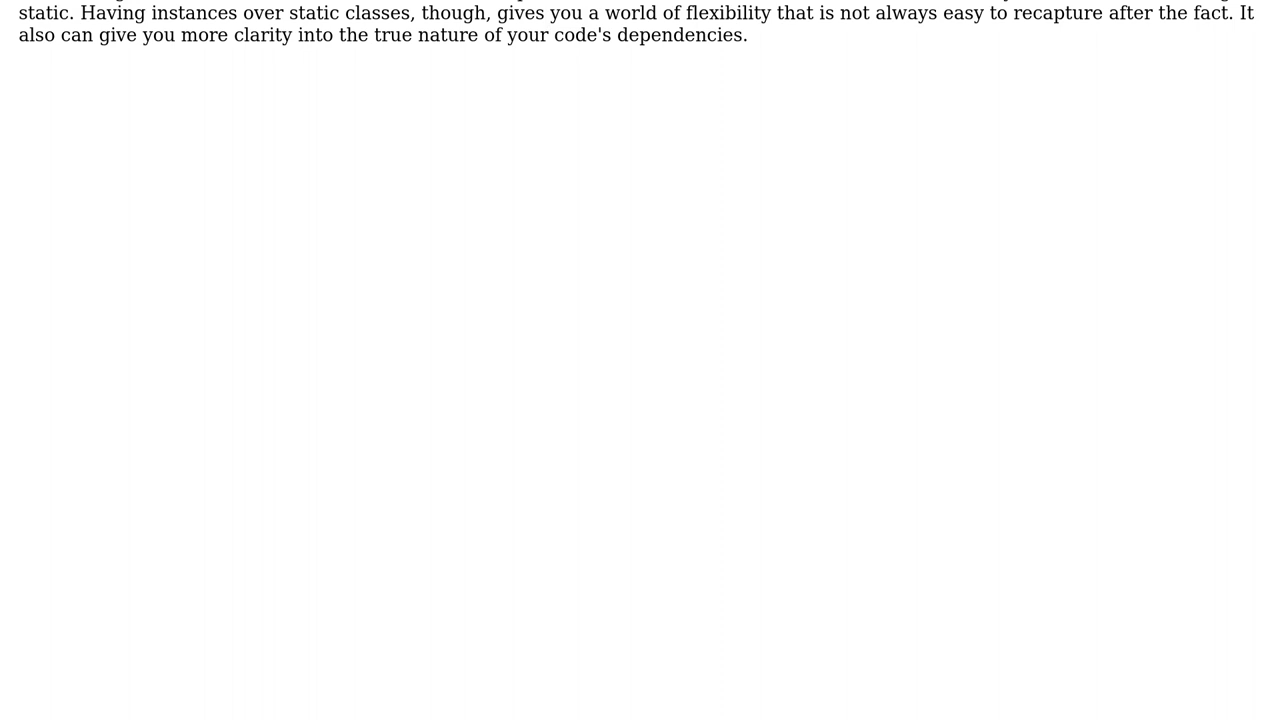 static. Having instances over static classes, though, gives you a world of flexibility that is not always easy to recapture after the fact. It
also can give you more clarity into the true nature of your code's dependencies.